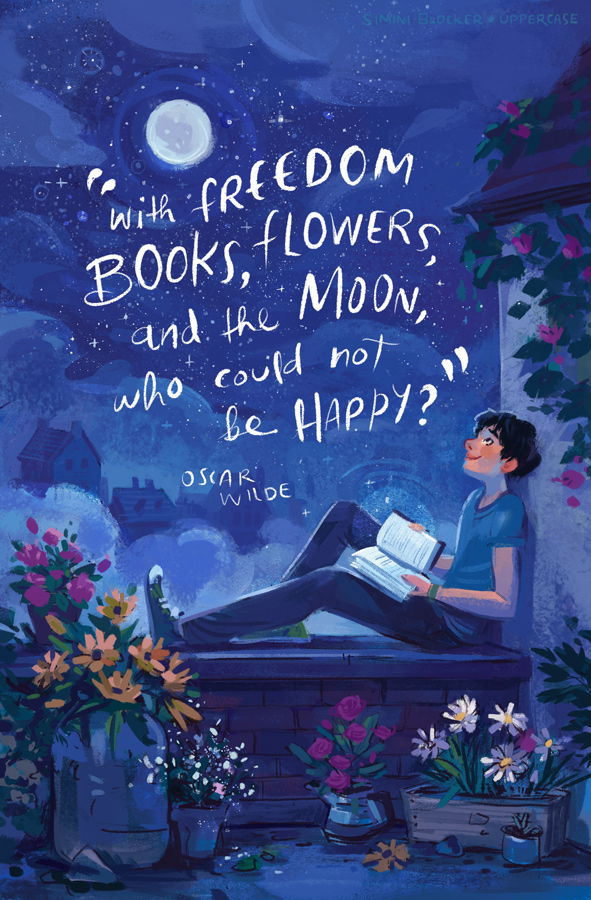 SIMINI • BLOCKER ★ UPPERCASE
"with FREEDOM
BOOKS, fLOWERS,
and the MOON,
who could not
be HAPPY?"
OSCAR
WILDE